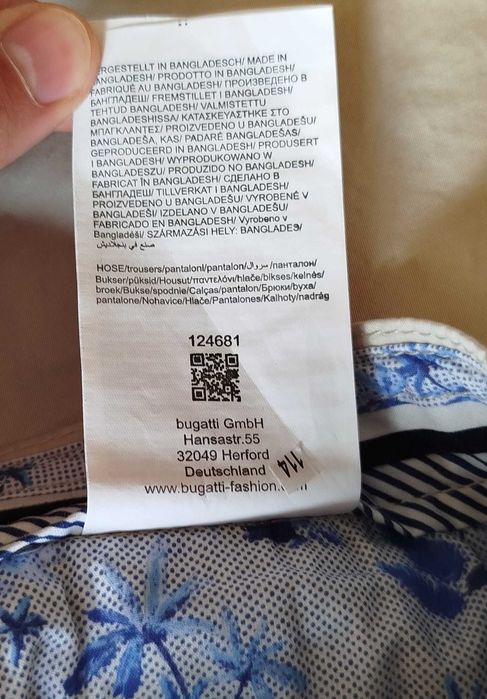 ERGESTELLT IN BANGLADESCH/ MADE IN
BANGLADESH/ PRODOTTO IN BANGLADESH/
FABRIQUÉ AU BANGLADESH/ ПРОИЗВЕДЕНО В
БАНГЛАДЕШ/ FREMSTILLET I BANGLADESH/
TEHTUD BANGLADESH/ VALMISTETTU
BANGLADESHISSA/ ΚΑΤΑΣΚΕΥΑΣΤΗΚΕ ΣΤΟ
ΜΠΑΓΚΛΑΝΤΕΣ/ PROIZVEDENO U BANGLADEŠU/
BANGLADEŠA, KAS/ PADARĖ BANGLADEŠAS/
GEPRODUCEERD IN BANGLADESH/ PRODUSERT
I BANGLADESH/ WYPRODUKOWANO W
BANGLADESZU/ PRODUZIDO NO BANGLADESH/
FABRICAT ÎN BANGLADESH/ СДЕЛАНО В
БАНГЛАДЕШ/ TILLVERKAT I BANGLADESH/
PROIZVEDENO U BANGLADEŠU/ VYROBENÉ V
BANGLADÉŠI/ IZDELANO V BANGLADEŠU/
FABRICADO EN BANGLADESH/ Vyrobeno v
Bangladéši/ SZÁRMAZÁSI HELY: BANGLADES/
صنع في بنجلاديش
HOSE/trousers/pantaloni/pantalon/سروال/панталон/
Bukser/püksid/Housut/παντελόνι/hlače/bikses/kelnės/
broek/Bukse/spodnie/Calças/pantalon/Брюки/byxa/
pantalone/Nohavice/Hlače/Pantalones/Kalhoty/nadrág
124681
bugatti GmbH
Hansastr.55
32049 Herford
Deutschland
114
www.bugatti-fashion.